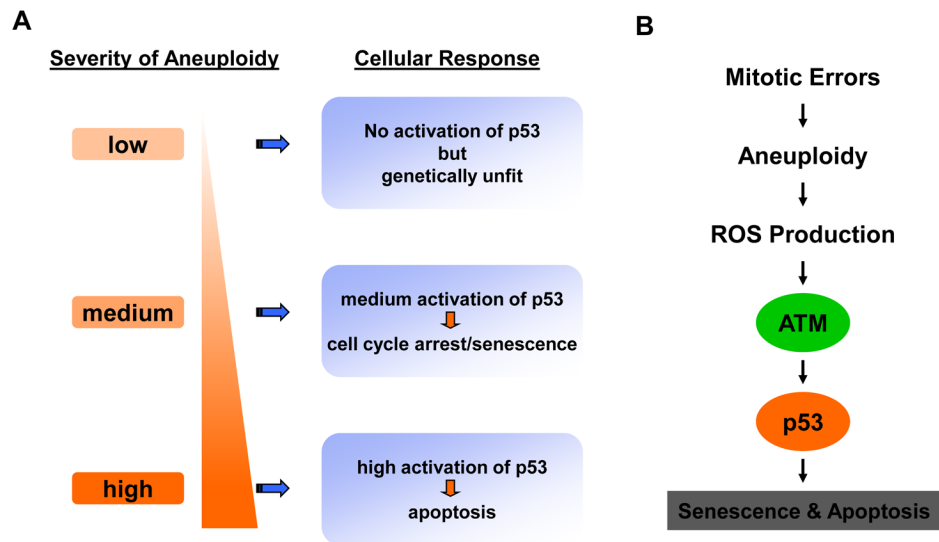 A
Severity of Aneuploidy
Cellular Response
low
No activation of p53
but
genetically unfit
medium
medium activation of p53
cell cycle arrest/senescence
high
high activation of p53
apoptosis
B
Mitotic Errors
Aneuploidy
ROS Production
ATM
p53
Senescence & Apoptosis